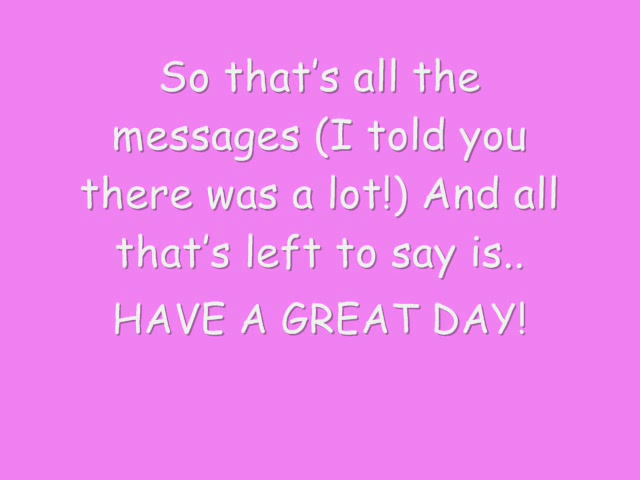 So that’s all the
messages (I told you
there was a lot!) And all
that’s left to say is..
HAVE A GREAT DAY!